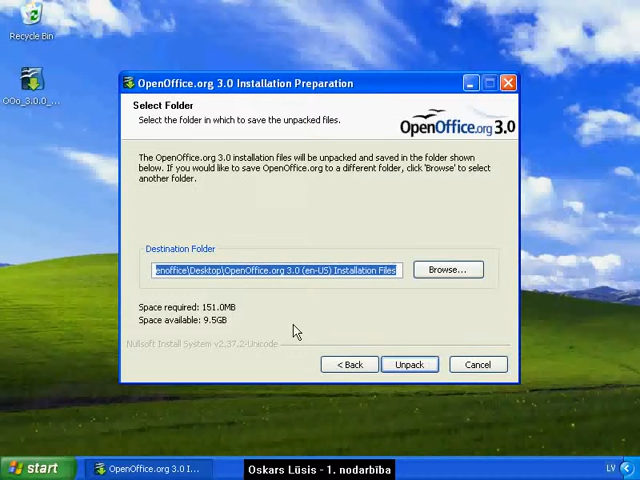 Recycle Bin
OOo_3.0.0_...
OpenOffice.org 3.0 Installation Preparation
Select Folder
Select the folder in which to save the unpacked files.
OpenOffice.org 3.0
The OpenOffice.org 3.0 installation files will be unpacked and saved in the folder shown
below. If you would like to save OpenOffice.org to a different folder, click 'Browse' to select
another folder.
Destination Folder
enoffice\Desktop\OpenOffice.org 3.0 (en-US) Installation Files
Browse...
Space required: 151.0MB
Space available: 9.5GB
Nullsoft Install System v2.37.2-Unicode
< Back
Unpack
Cancel
start
OpenOffice.org 3.0 I...
Oskars Lūsis - 1. nodarbība
LV